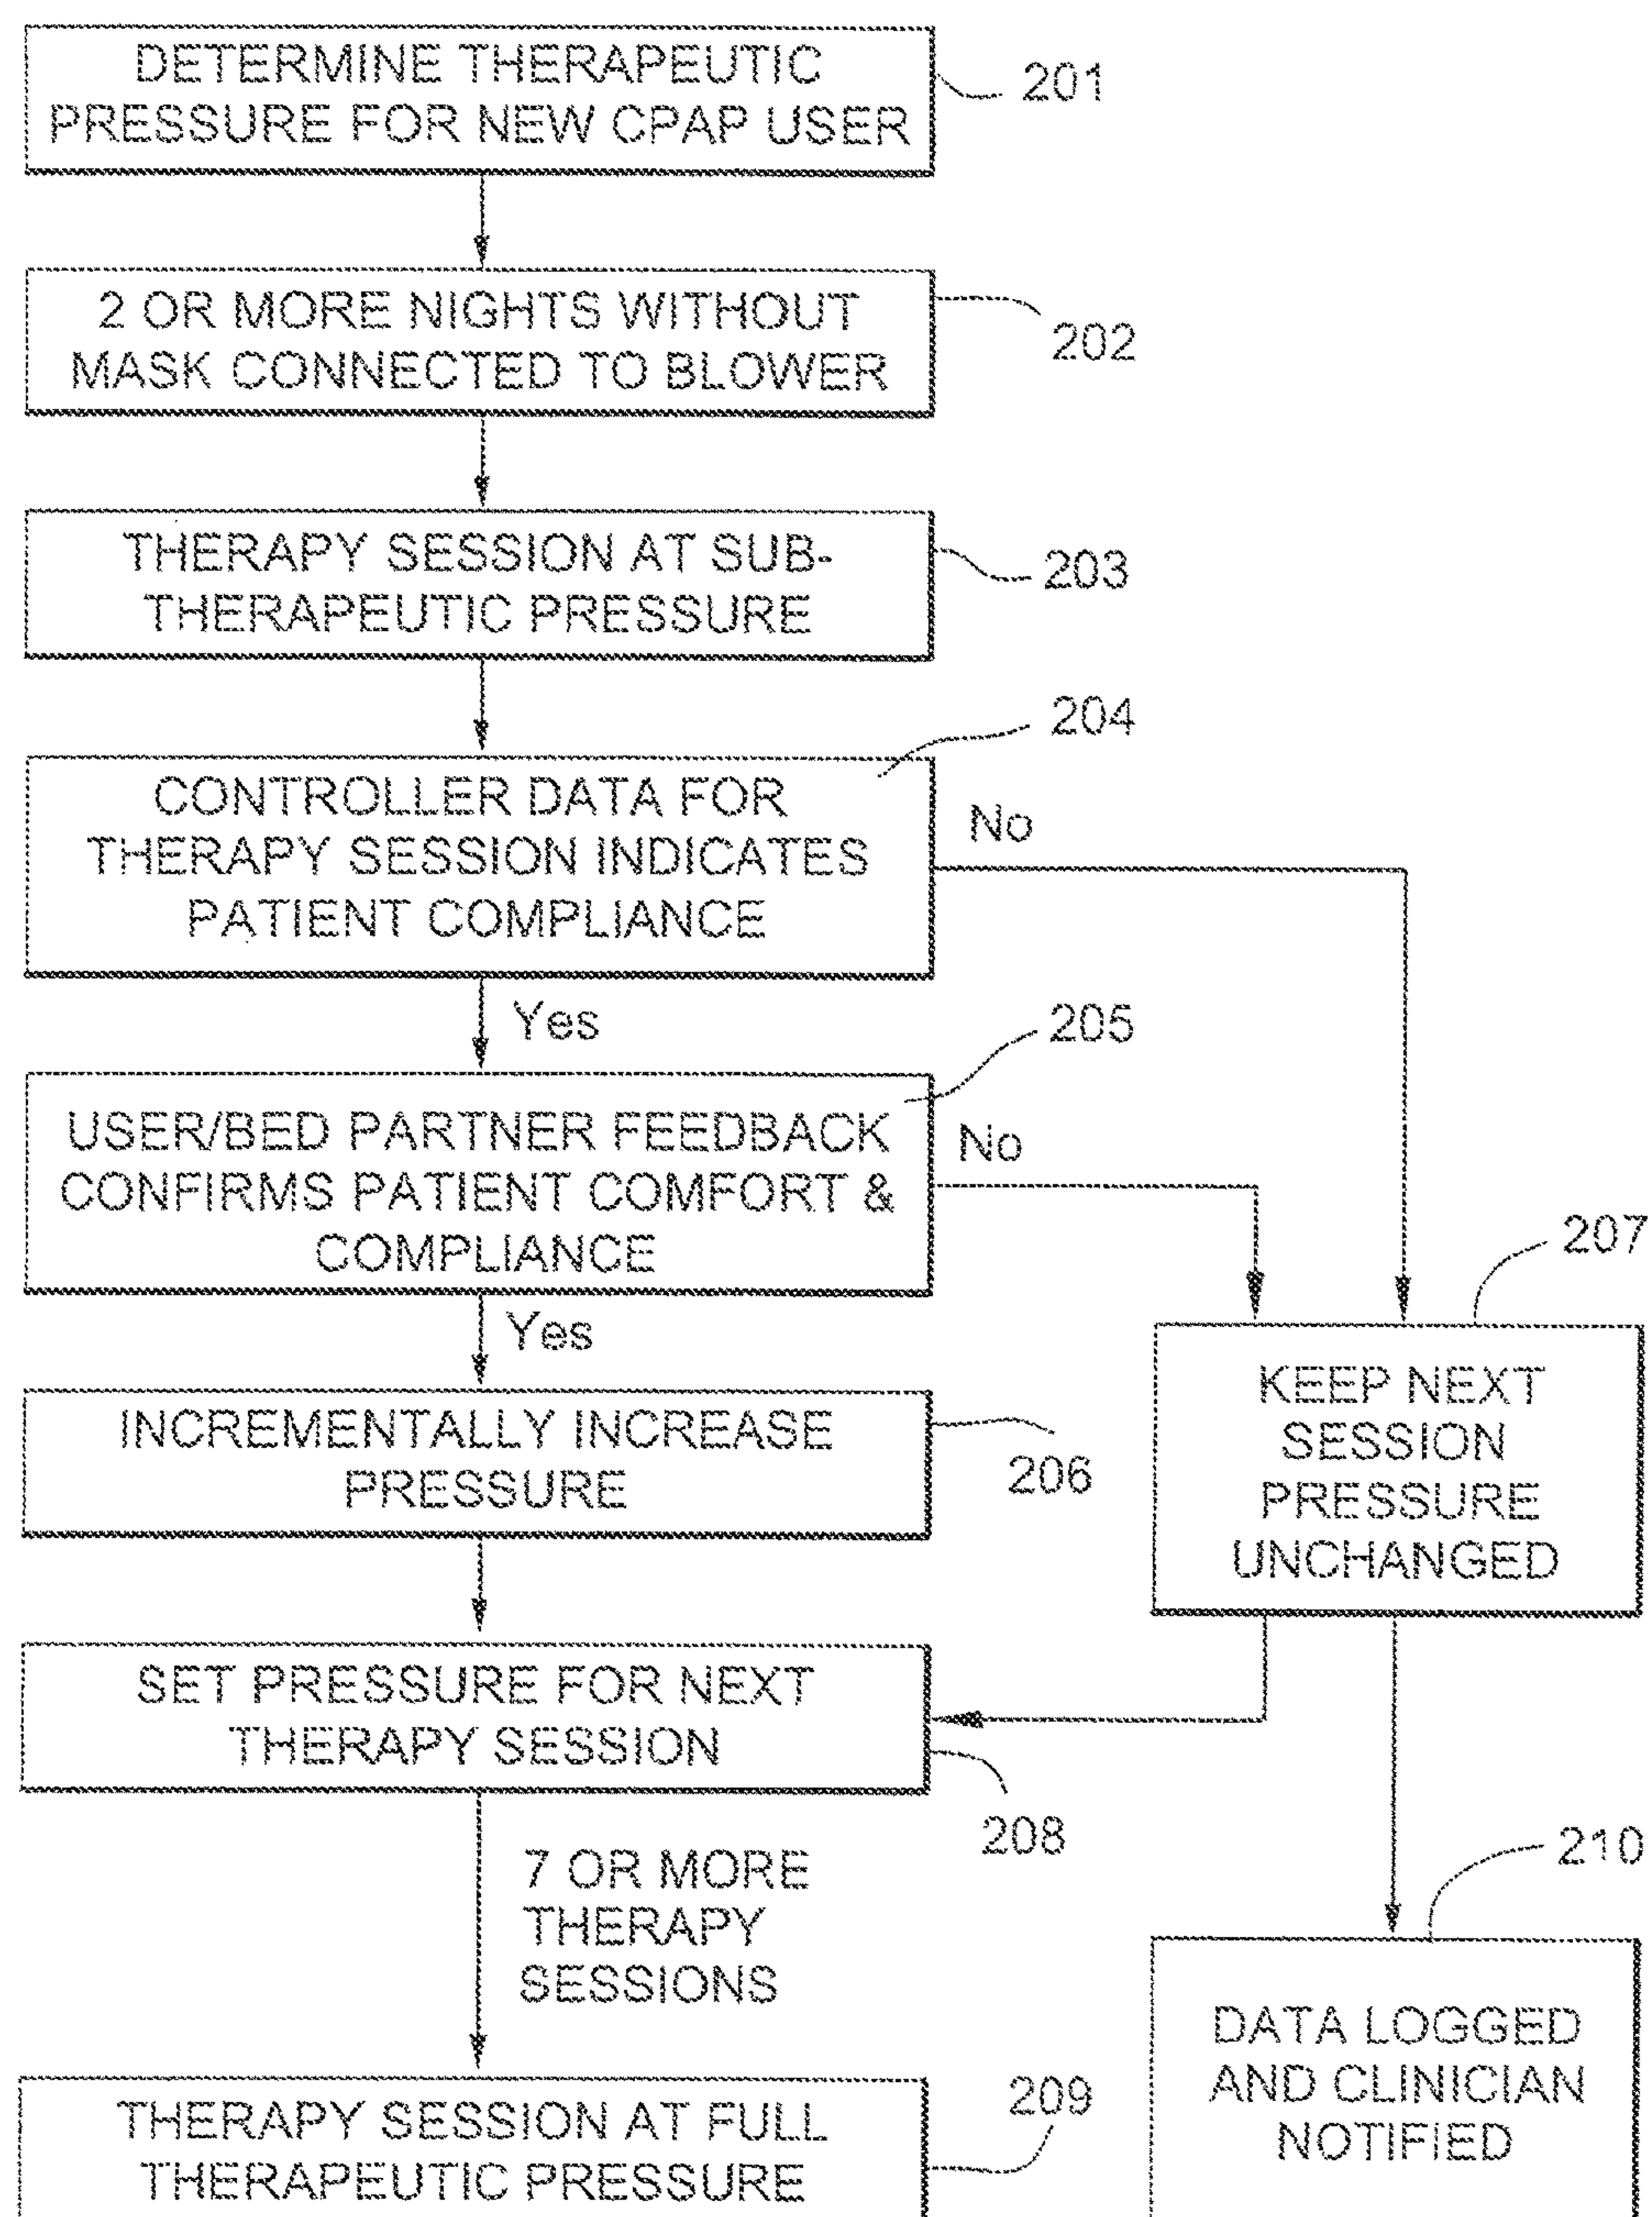 DETERMINE THERAPEUTIC
PRESSURE FOR NEW CPAP USER
201
2 OR MORE NIGHTS WITHOUT
MASK CONNECTED TO BLOWER
202
THERAPY SESSION AT SUB-
THERAPEUTIC PRESSURE
203
204
CONTROLLER DATA FOR
THERAPY SESSION INDICATES
PATIENT COMPLIANCE
No
Yes
205
USER/BED PARTNER FEEDBACK
CONFIRMS PATIENT COMFORT &
COMPLIANCE
No
207
Yes
INCREMENTALLY INCREASE
PRESSURE
206
KEEP NEXT
SESSION
PRESSURE
UNCHANGED
SET PRESSURE FOR NEXT
THERAPY SESSION
208
7 OR MORE
THERAPY
SESSIONS
210
THERAPY SESSION AT FULL
THERAPEUTIC PRESSURE
209
DATA LOGGED
AND CLINICIAN
NOTIFIED